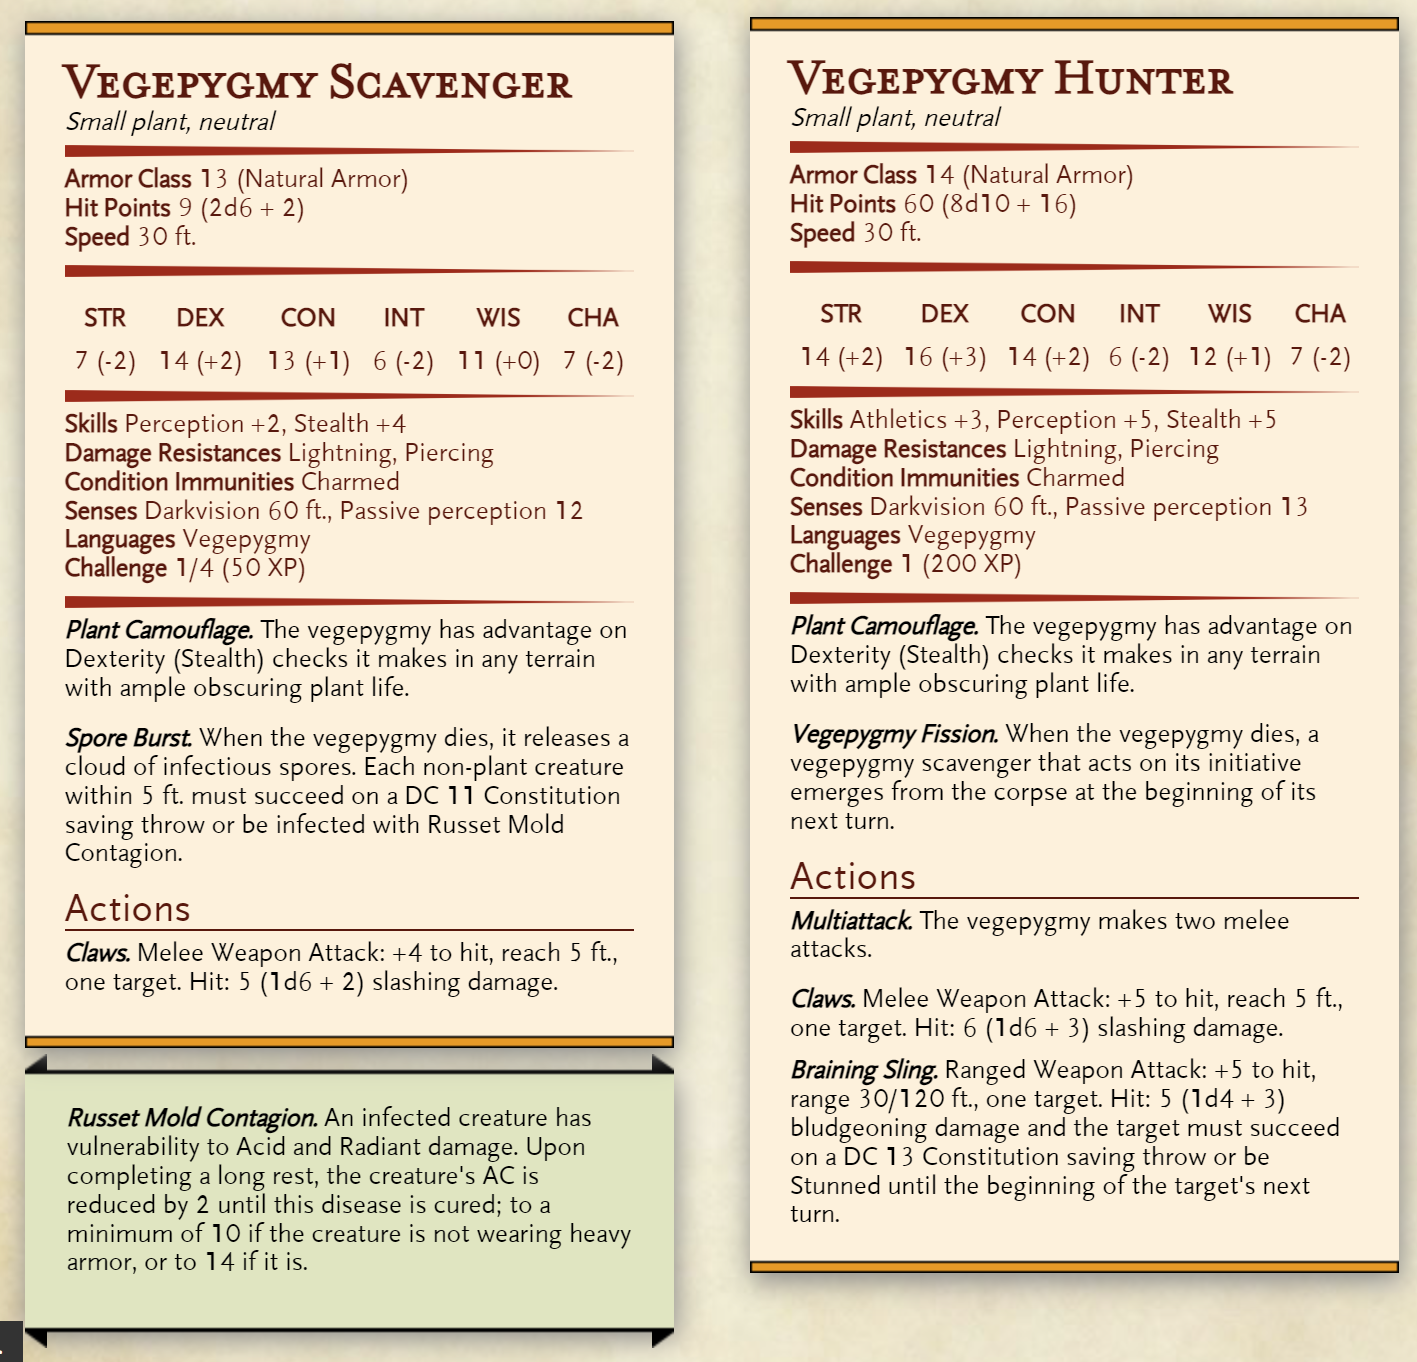 Vegepygmy Scavenger
Small plant, neutral
Armor Class 13 (Natural Armor)
Hit Points 9 (2d6 + 2)
Speed 30 ft.
STR DEX CON INT WIS CHA
7 (-2) 14 (+2) 13 (+1) 6 (-2) 11 (+0) 7 (-2)
Skills Perception +2, Stealth +4
Damage Resistances Lightning, Piercing
Condition Immunities Charmed
Senses Darkvision 60 ft., Passive perception 12
Languages Vegepygmy
Challenge 1/4 (50 XP)
Plant Camouflage. The vegepygmy has advantage on
Dexterity (Stealth) checks it makes in any terrain
with ample obscuring plant life.
Spore Burst. When the vegepygmy dies, it releases a
cloud of infectious spores. Each non-plant creature
within 5 ft. must succeed on a DC 11 Constitution
saving throw or be infected with Russet Mold
Contagion.
Actions
Claws. Melee Weapon Attack: +4 to hit, reach 5 ft.,
one target. Hit: 5 (1d6 + 2) slashing damage.
Russet Mold Contagion. An infected creature has
vulnerability to Acid and Radiant damage. Upon
completing a long rest, the creature's AC is
reduced by 2 until this disease is cured; to a
minimum of 10 if the creature is not wearing heavy
armor, or to 14 if it is.
Vegepygmy Hunter
Small plant, neutral
Armor Class 14 (Natural Armor)
Hit Points 60 (8d10 + 16)
Speed 30 ft.
STR DEX CON INT WIS CHA
14 (+2) 16 (+3) 14 (+2) 6 (-2) 12 (+1) 7 (-2)
Skills Athletics +3, Perception +5, Stealth +5
Damage Resistances Lightning, Piercing
Condition Immunities Charmed
Senses Darkvision 60 ft., Passive perception 13
Languages Vegepygmy
Challenge 1 (200 XP)
Plant Camouflage. The vegepygmy has advantage on
Dexterity (Stealth) checks it makes in any terrain
with ample obscuring plant life.
Vegepygmy Fission. When the vegepygmy dies, a
vegepygmy scavenger that acts on its initiative
emerges from the corpse at the beginning of its
next turn.
Actions
Multiattack. The vegepygmy makes two melee
attacks.
Claws. Melee Weapon Attack: +5 to hit, reach 5 ft.,
one target. Hit: 6 (1d6 + 3) slashing damage.
Braining Sling. Ranged Weapon Attack: +5 to hit,
range 30/120 ft., one target. Hit: 5 (1d4 + 3)
bludgeoning damage and the target must succeed
on a DC 13 Constitution saving throw or be
Stunned until the beginning of the target's next
turn.